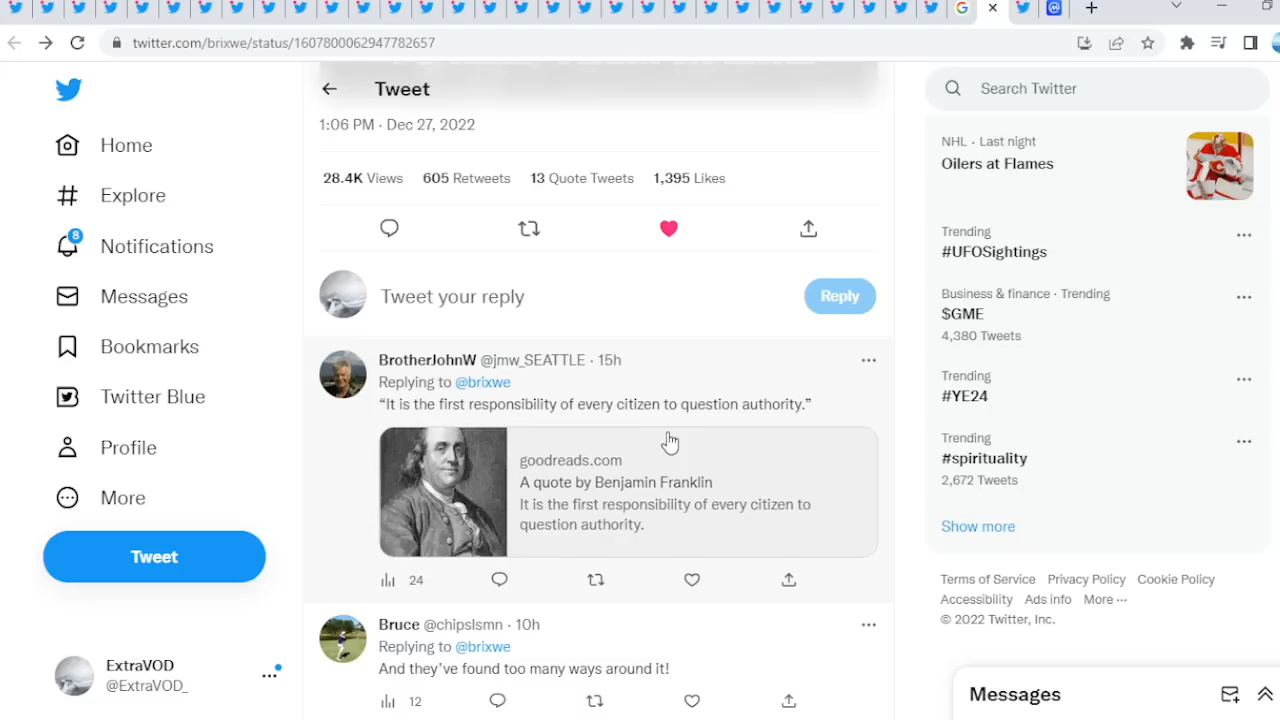 twitter.com/brixwe/status/1607800062947782657
Home
Explore
8
Notifications
Messages
Bookmarks
Twitter Blue
Profile
More
Tweet
ExtraVOD
@ExtraVOD_
Tweet
1:06 PM · Dec 27, 2022
28.4K Views 605 Retweets 13 Quote Tweets 1,395 Likes
Tweet your reply
Reply
BrotherJohnW @jmw_SEATTLE · 15h
Replying to @brixwe
“It is the first responsibility of every citizen to question authority.”
goodreads.com
A quote by Benjamin Franklin
It is the first responsibility of every citizen to
question authority.
24
Bruce @chipslsmn · 10h
Replying to @brixwe
And they’ve found too many ways around it!
12
Search Twitter
NHL · Last night
Oilers at Flames
Trending
#UFOSightings
Business & finance · Trending
$GME
4,380 Tweets
Trending
#YE24
Trending
#spirituality
2,672 Tweets
Show more
Terms of Service Privacy Policy Cookie Policy
Accessibility Ads info More ···
© 2022 Twitter, Inc.
Messages